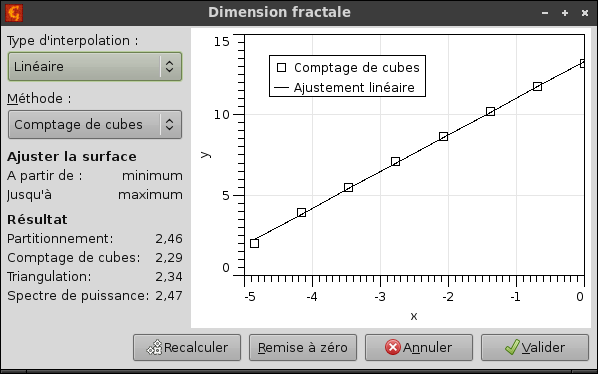 Dimension fractale
Type d'interpolation :
Linéaire
Méthode :
Comptage de cubes
Ajuster la surface
A partir de : minimum
Jusqu'à maximum
Résultat
Partitionnement: 2,46
Comptage de cubes: 2,29
Triangulation: 2,34
Spectre de puissance: 2,47
15
10
5
0
y
Comptage de cubes
Ajustement linéaire
-5 -4 -3 -2 -1 0
x
Recalculer Remise à zéro Annuler Valider